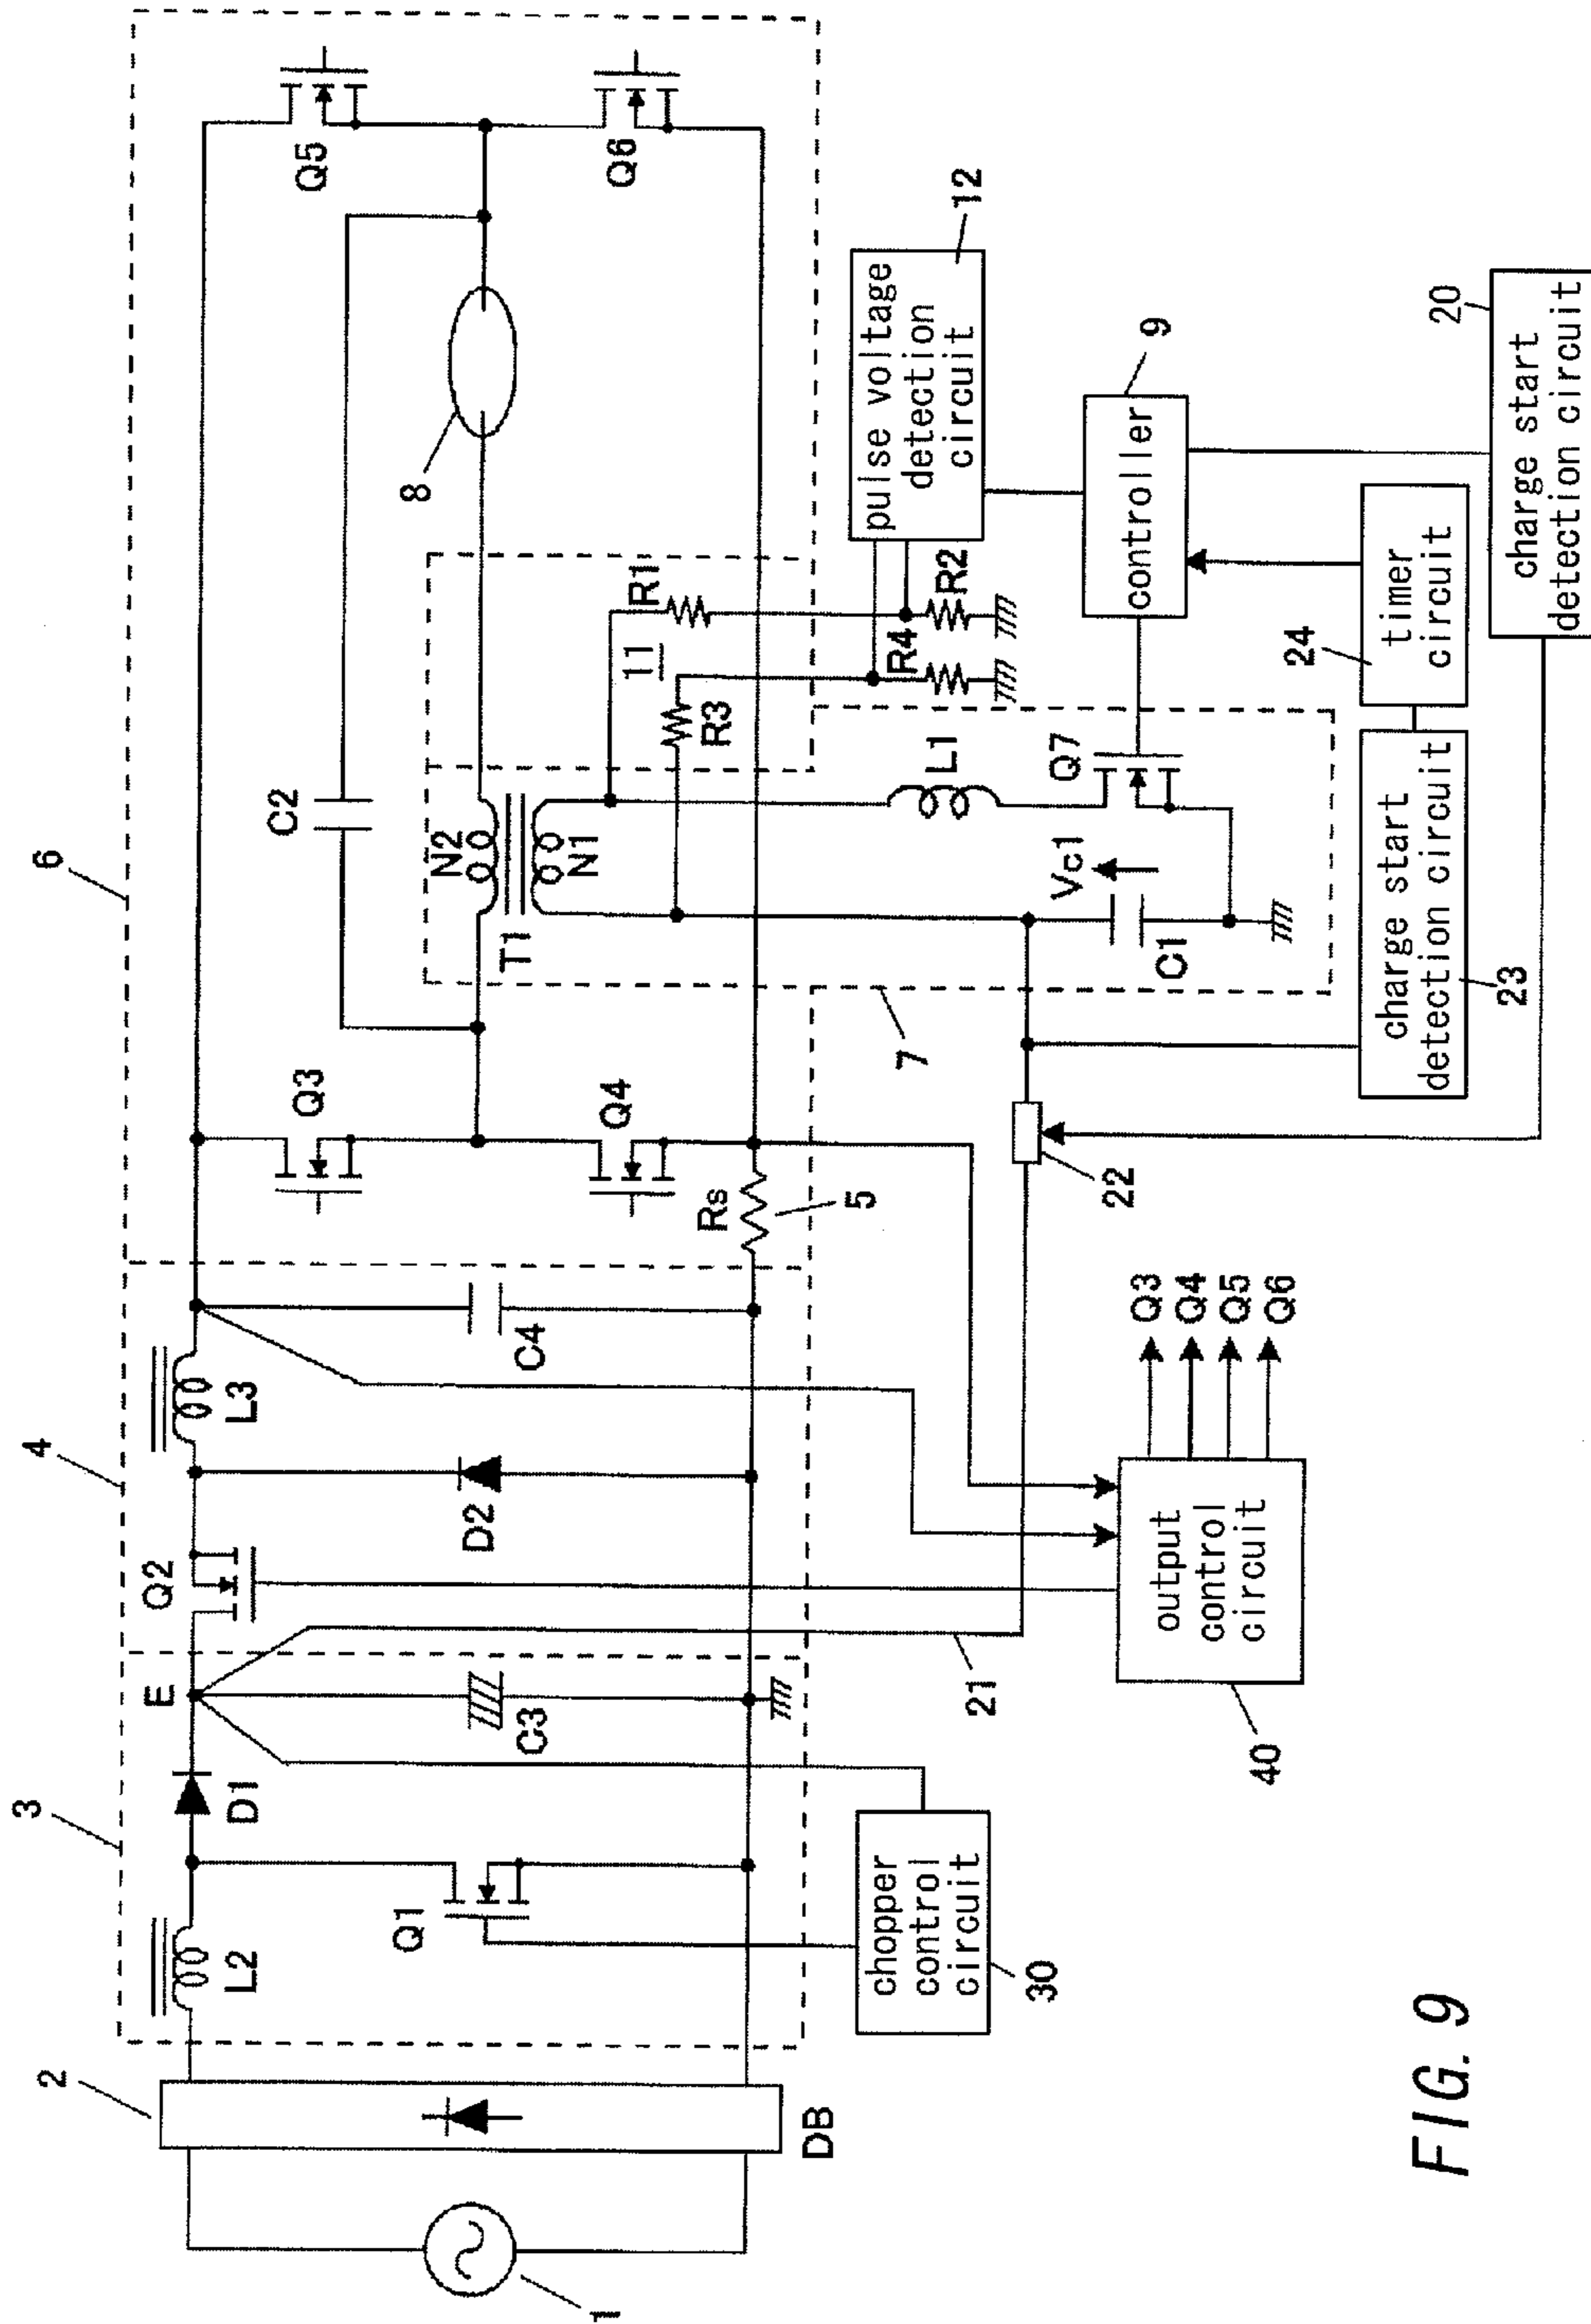 6
4
3
2
1
DB
L2
D1
E
Q1
C3
Q2
D2
L3
C4
Rs
5
Q3
Q4
C2
T1
N2
N1
8
Q5
Q6
R1
11
R3
R4
R2
L1
Q7
Vc1
C1
7
pulse voltage
detection
circuit
12
controller
9
timer
circuit
24
charge start
detection circuit
23
charge start
detection circuit
20
22
21
chopper
control
circuit
30
output
control
circuit
40
Q3
Q4
Q5
Q6
FIG. 9